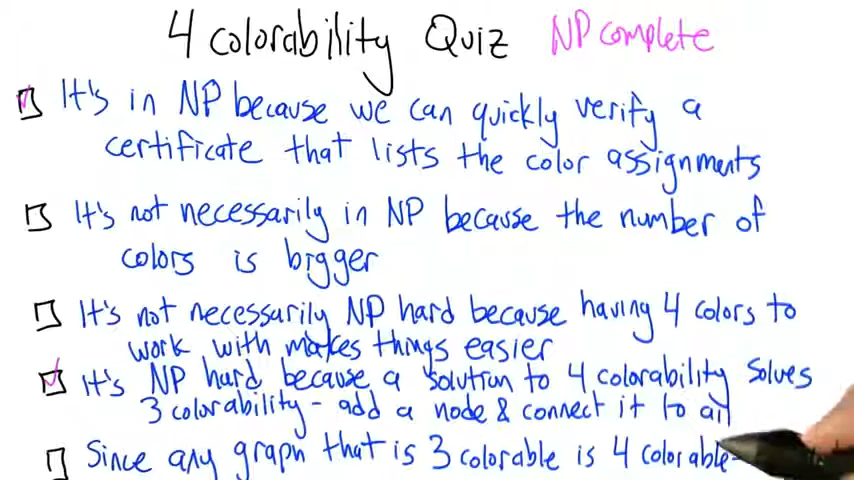 4 colorability Quiz NP complete
It's in NP because we can quickly verify a
certificate that lists the color assignments
It's not necessarily in NP because the number of
colors is bigger
It's not necessarily NP hard because having 4 colors to
work with makes things easier
It's NP hard because a solution to 4 colorability solves
3 colorability - add a node & connect it to all
Since any graph that is 3 colorable is 4 colorable